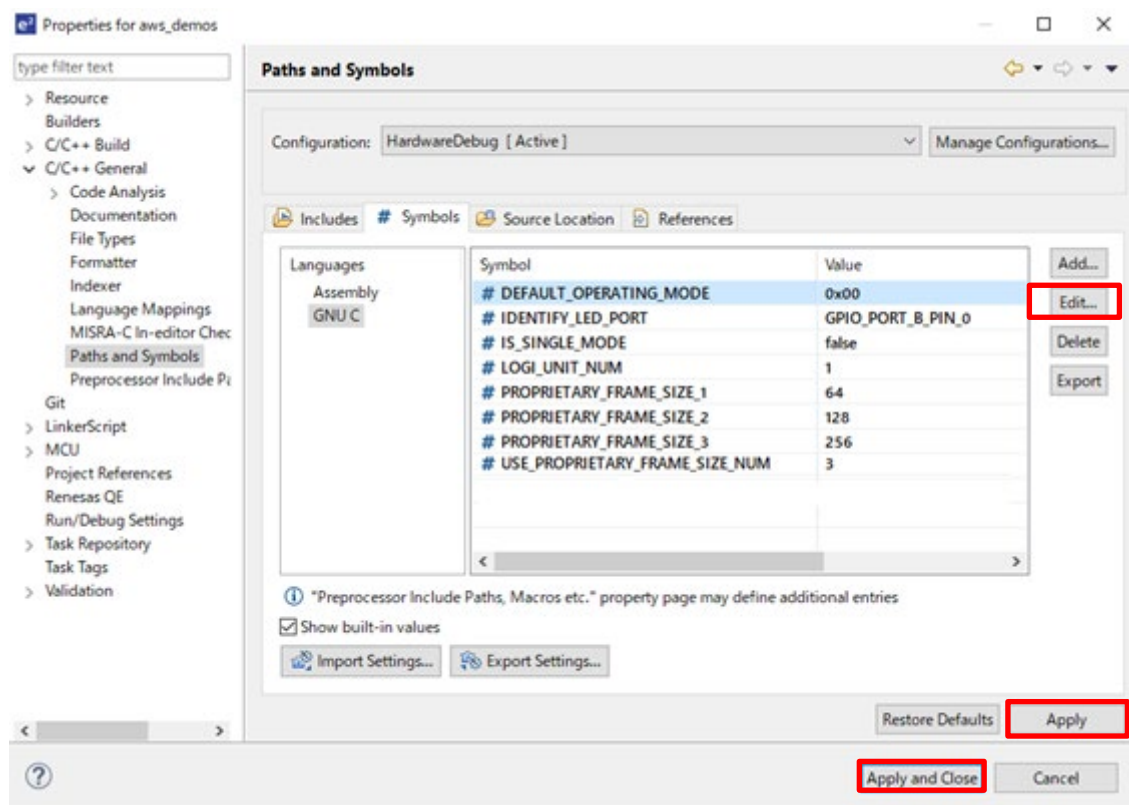 e² Properties for aws_demos
type filter text
Resource
Builders
C/C++ Build
C/C++ General
Code Analysis
Documentation
File Types
Formatter
Indexer
Language Mappings
MISRA-C In-editor Chec
Paths and Symbols
Preprocessor Include Pa
Git
LinkerScript
MCU
Project References
Renesas QE
Run/Debug Settings
Task Repository
Task Tags
Validation
Paths and Symbols
Configuration: HardwareDebug [ Active ] Manage Configurations...
Includes # Symbols Source Location References
Languages
Assembly
GNU C
Symbol Value
# DEFAULT_OPERATING_MODE 0x00
# IDENTIFY_LED_PORT GPIO_PORT_B_PIN_0
# IS_SINGLE_MODE false
# LOGI_UNIT_NUM 1
# PROPRIETARY_FRAME_SIZE_1 64
# PROPRIETARY_FRAME_SIZE_2 128
# PROPRIETARY_FRAME_SIZE_3 256
# USE_PROPRIETARY_FRAME_SIZE_NUM 3
Add...
Edit...
Delete
Export
"Preprocessor Include Paths, Macros etc." property page may define additional entries
Show built-in values
Import Settings... Export Settings...
Restore Defaults Apply
? Apply and Close Cancel